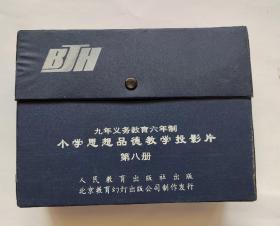 BJH
九年义务教育六年制
小学思想品德教学投影片
第八册
人民教育出版社出版
北京教育幻灯出版公司制作发行